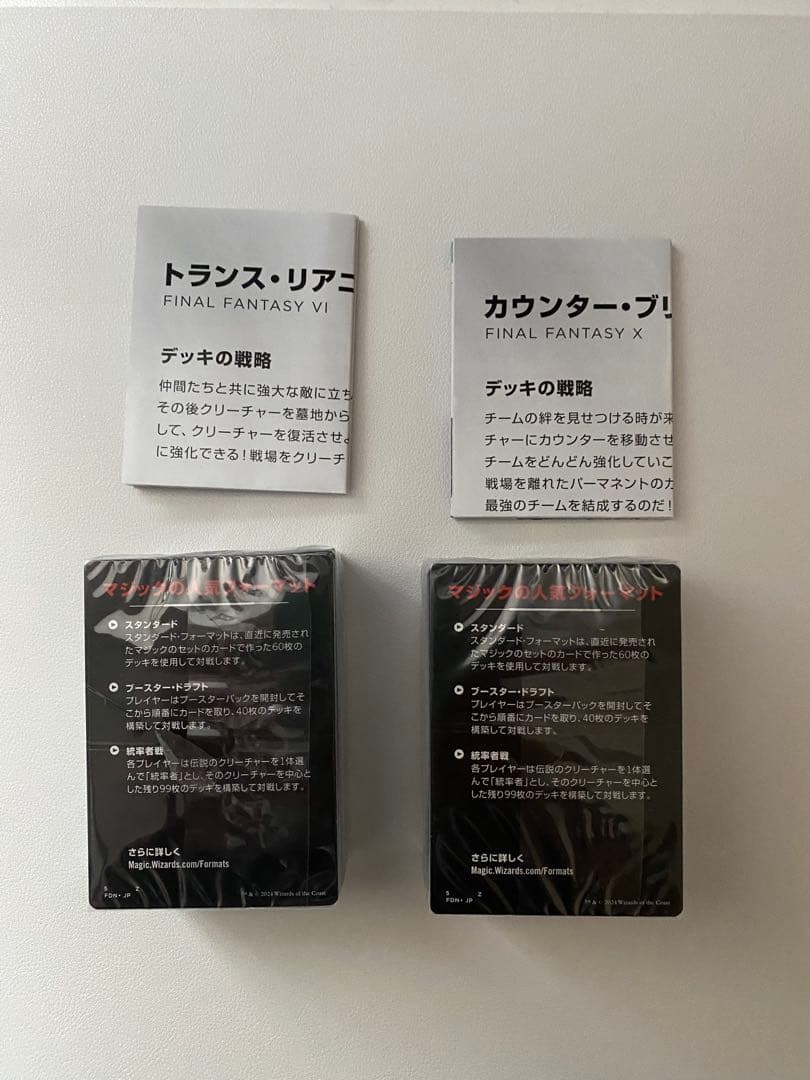 トランス・リアニ
FINAL FANTASY VI
デッキの戦略
仲間たちと共に強大な敵に立ち
その後クリーチャーを墓地から
して、クリーチャーを復活させよ
に強化できる！戦場をクリーチ
カウンター・ブリ
FINAL FANTASY X
デッキの戦略
チームの絆を見せつける時が来
チャーにカウンターを移動させ
チームをどんどん強化していこ
戦場を離れたパーマネントのカ
最強のチームを結成するのだ！
マジックの人気フォーマット
スタンダード
スタンダード・フォーマットは、直近に発売され
たマジックのセットのカードで作った60枚の
デッキを使用して対戦します。
ブースター・ドラフト
プレイヤーはブースターパックを開封してそ
こから順番にカードを取り、40枚のデッキを
構築して対戦します。
統率者戦
各プレイヤーは伝説のクリーチャーを1体選
んで「統率者」とし、そのクリーチャーを中心とし
た残り99枚のデッキを構築して対戦します。
さらに詳しく
Magic.Wizards.com/Formats
5 Z
FDN • JP
™ & © 2024 Wizards of the Coast
マジックの人気フォーマット
スタンダード
スタンダード・フォーマットは、直近に発売され
たマジックのセットのカードで作った60枚の
デッキを使用して対戦します。
ブースター・ドラフト
プレイヤーはブースターパックを開封してそ
こから順番にカードを取り、40枚のデッキを
構築して対戦します。
統率者戦
各プレイヤーは伝説のクリーチャーを1体選
んで「統率者」とし、そのクリーチャーを中心と
した残り99枚のデッキを構築して対戦します。
さらに詳しく
Magic.Wizards.com/Formats
5 Z
FDN • JP
™ & © 2024 Wizards of the Coast